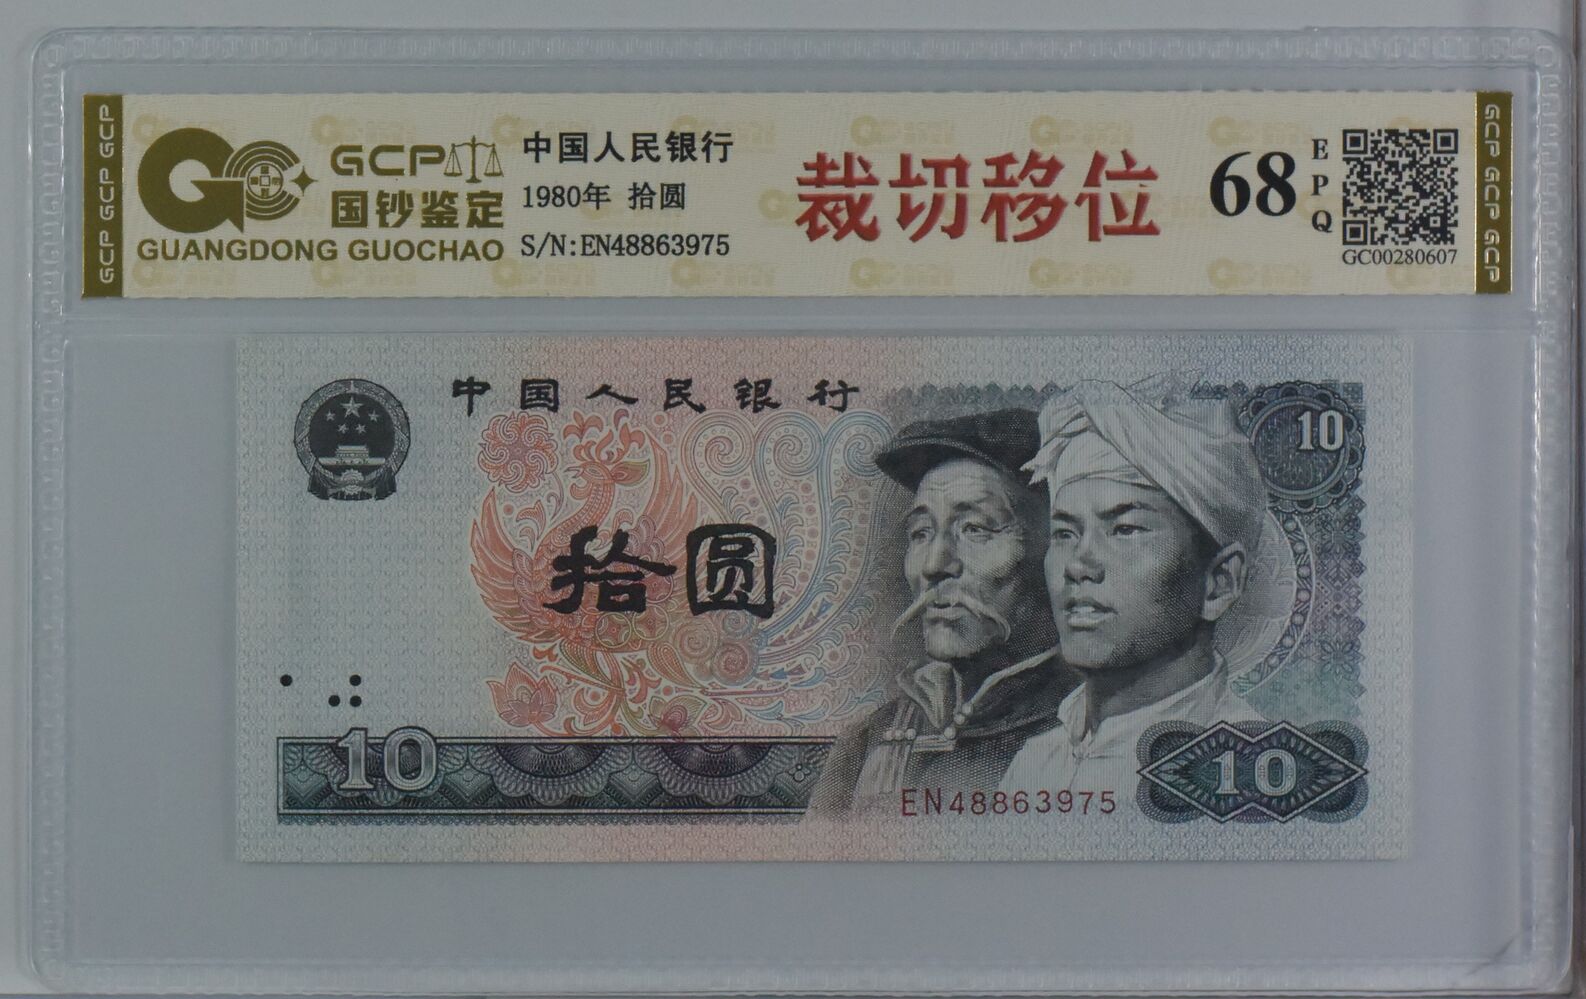 GCP GCP GCP
GCP
国钞鉴定
GUANGDONG GUOCHAO
中国人民银行
1980年 拾圆
S/N:EN48863975
裁切移位
68
EPQ
GC00280607
GCP GCP GCP
中国人民银行
10
拾圆
10
EN48863975
10